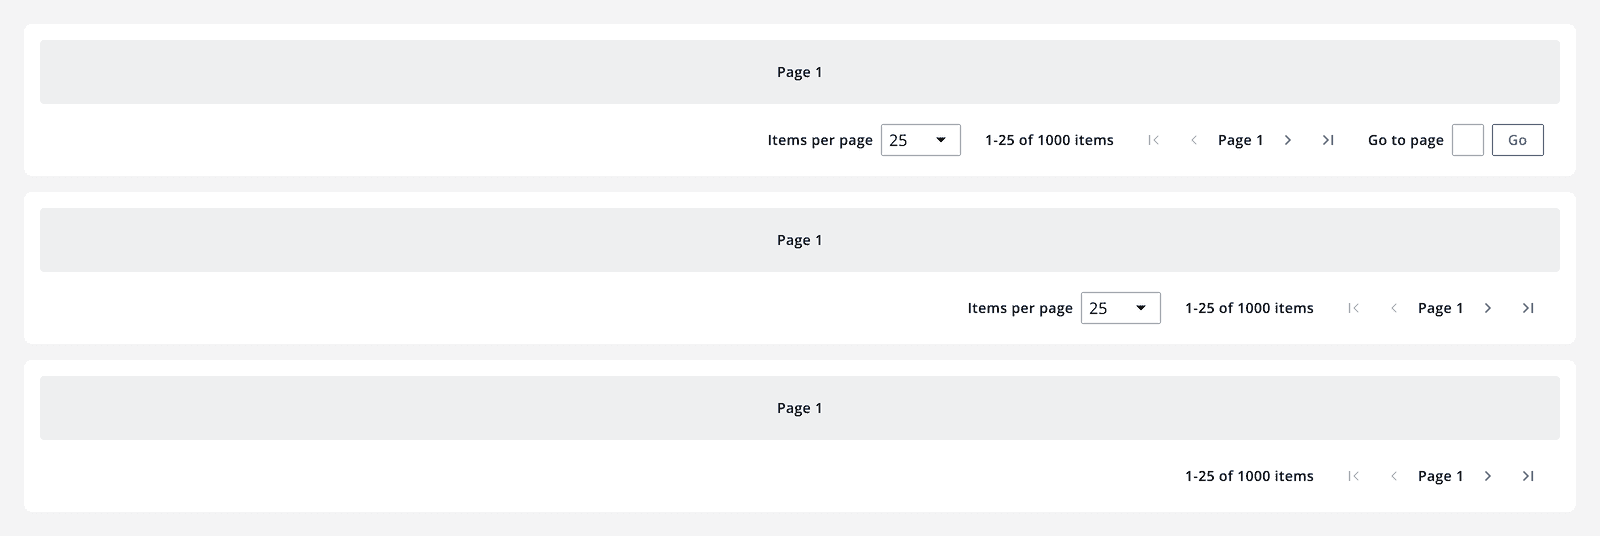 Page 1
Items per page 25 1-25 of 1000 items Page 1 Go to page Go
Page 1
Items per page 25 1-25 of 1000 items Page 1
Page 1
1-25 of 1000 items Page 1